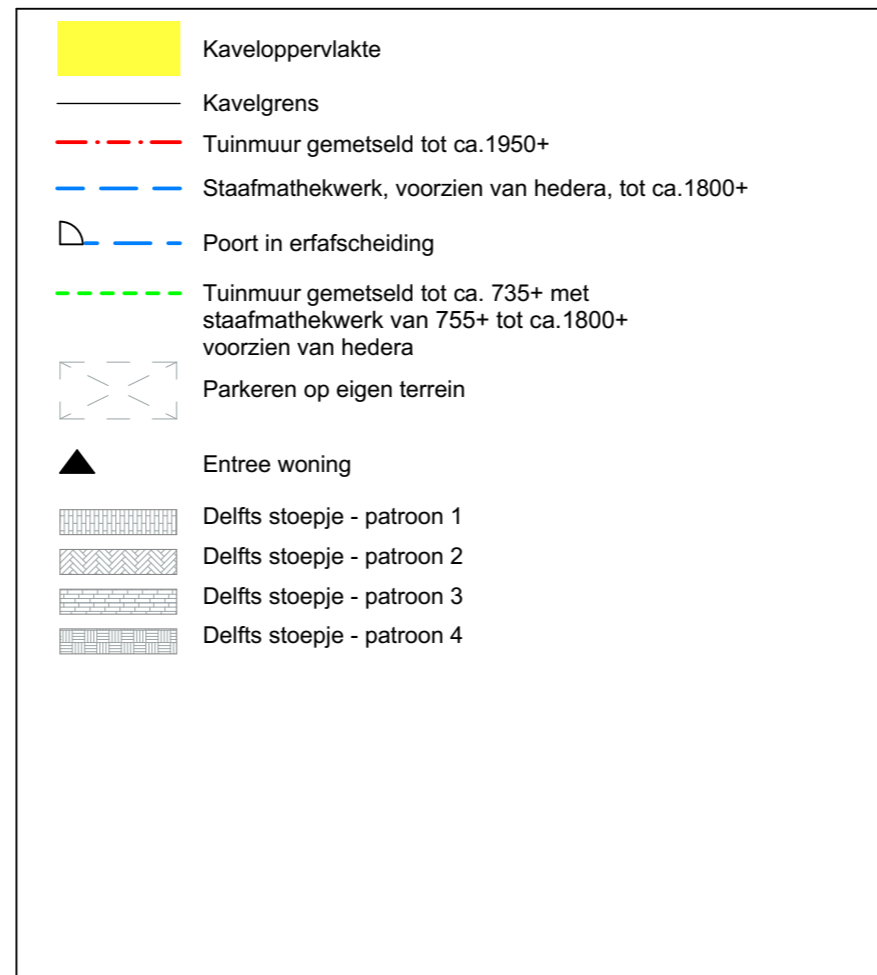 Kaveloppervlakte
Kavelgrens
Tuinmuur gemetseld tot ca.1950+
Staafmathekwerk, voorzien van hedera, tot ca.1800+
Poort in erfafscheiding
Tuinmuur gemetseld tot ca. 735+ met
staafmathekwerk van 755+ tot ca.1800+
voorzien van hedera
Parkeren op eigen terrein
Entree woning
Delfts stoepje - patroon 1
Delfts stoepje - patroon 2
Delfts stoepje - patroon 3
Delfts stoepje - patroon 4